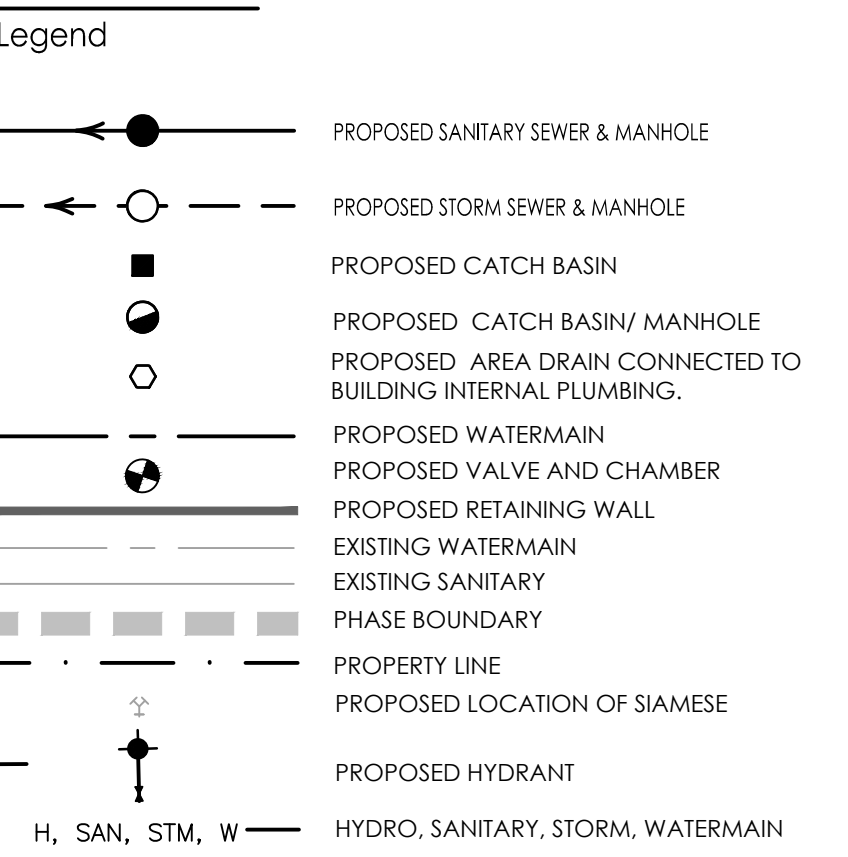 Legend
PROPOSED SANITARY SEWER & MANHOLE
PROPOSED STORM SEWER & MANHOLE
PROPOSED CATCH BASIN
PROPOSED CATCH BASIN/ MANHOLE
PROPOSED AREA DRAIN CONNECTED TO
BUILDING INTERNAL PLUMBING.
PROPOSED WATERMAIN
PROPOSED VALVE AND CHAMBER
PROPOSED RETAINING WALL
EXISTING WATERMAIN
EXISTING SANITARY
PHASE BOUNDARY
PROPERTY LINE
PROPOSED LOCATION OF SIAMESE
PROPOSED HYDRANT
H, SAN, STM, W HYDRO, SANITARY, STORM, WATERMAIN